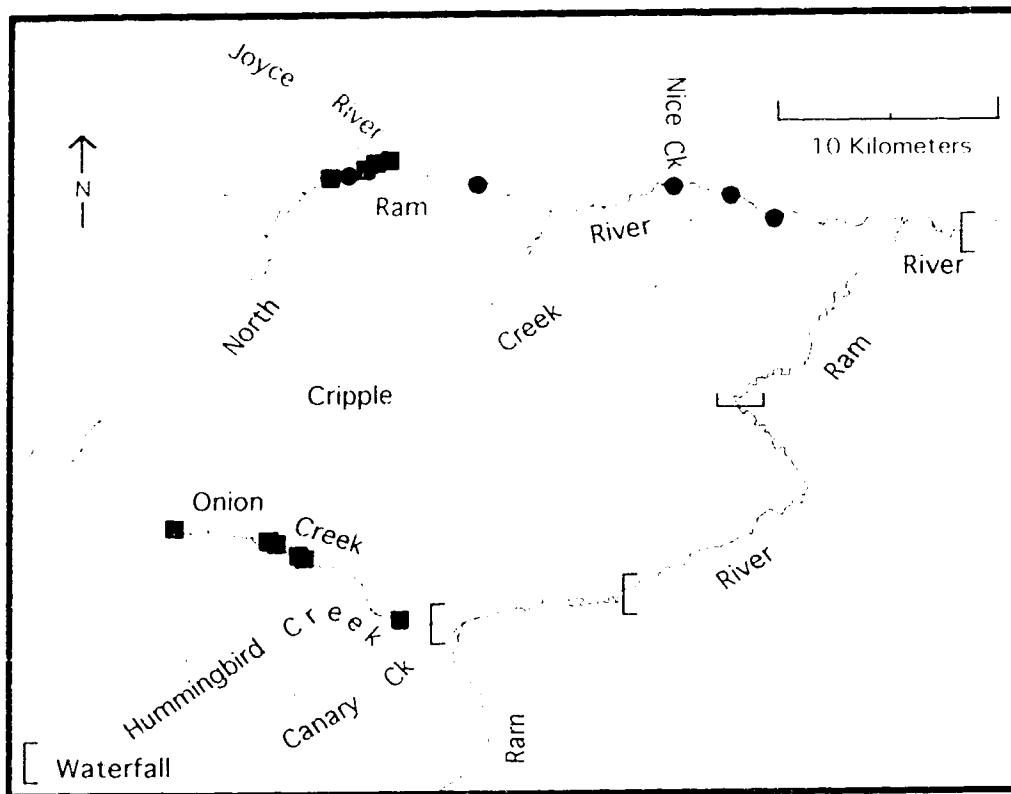 Joyce
River
Nice Ck
10 Kilometers
N
Ram
River
River
North
Creek
Ram
Cripple
Onion
Creek
River
Hummingbird Creek
Canary Ck
Ram
Waterfall